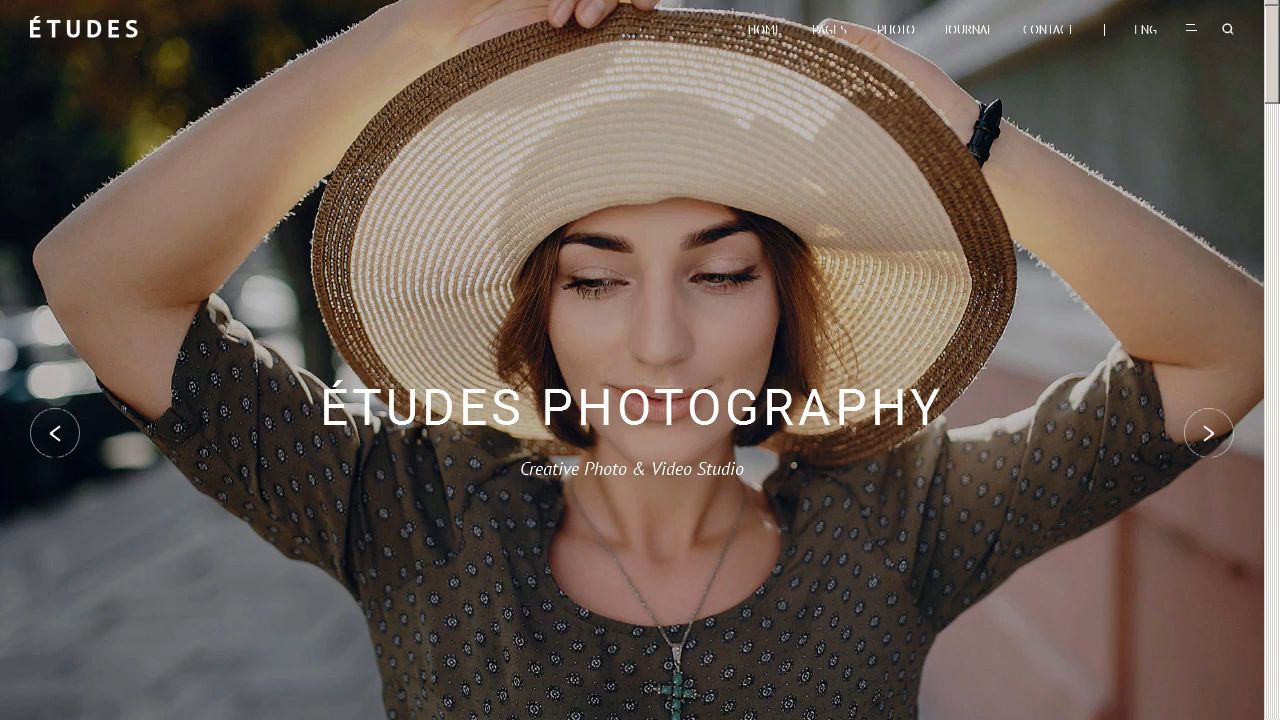 ÉTUDES
HOME PAGES PHOTO JOURNAL CONTACT | ENG
ÉTUDES PHOTOGRAPHY
Creative Photo & Video Studio